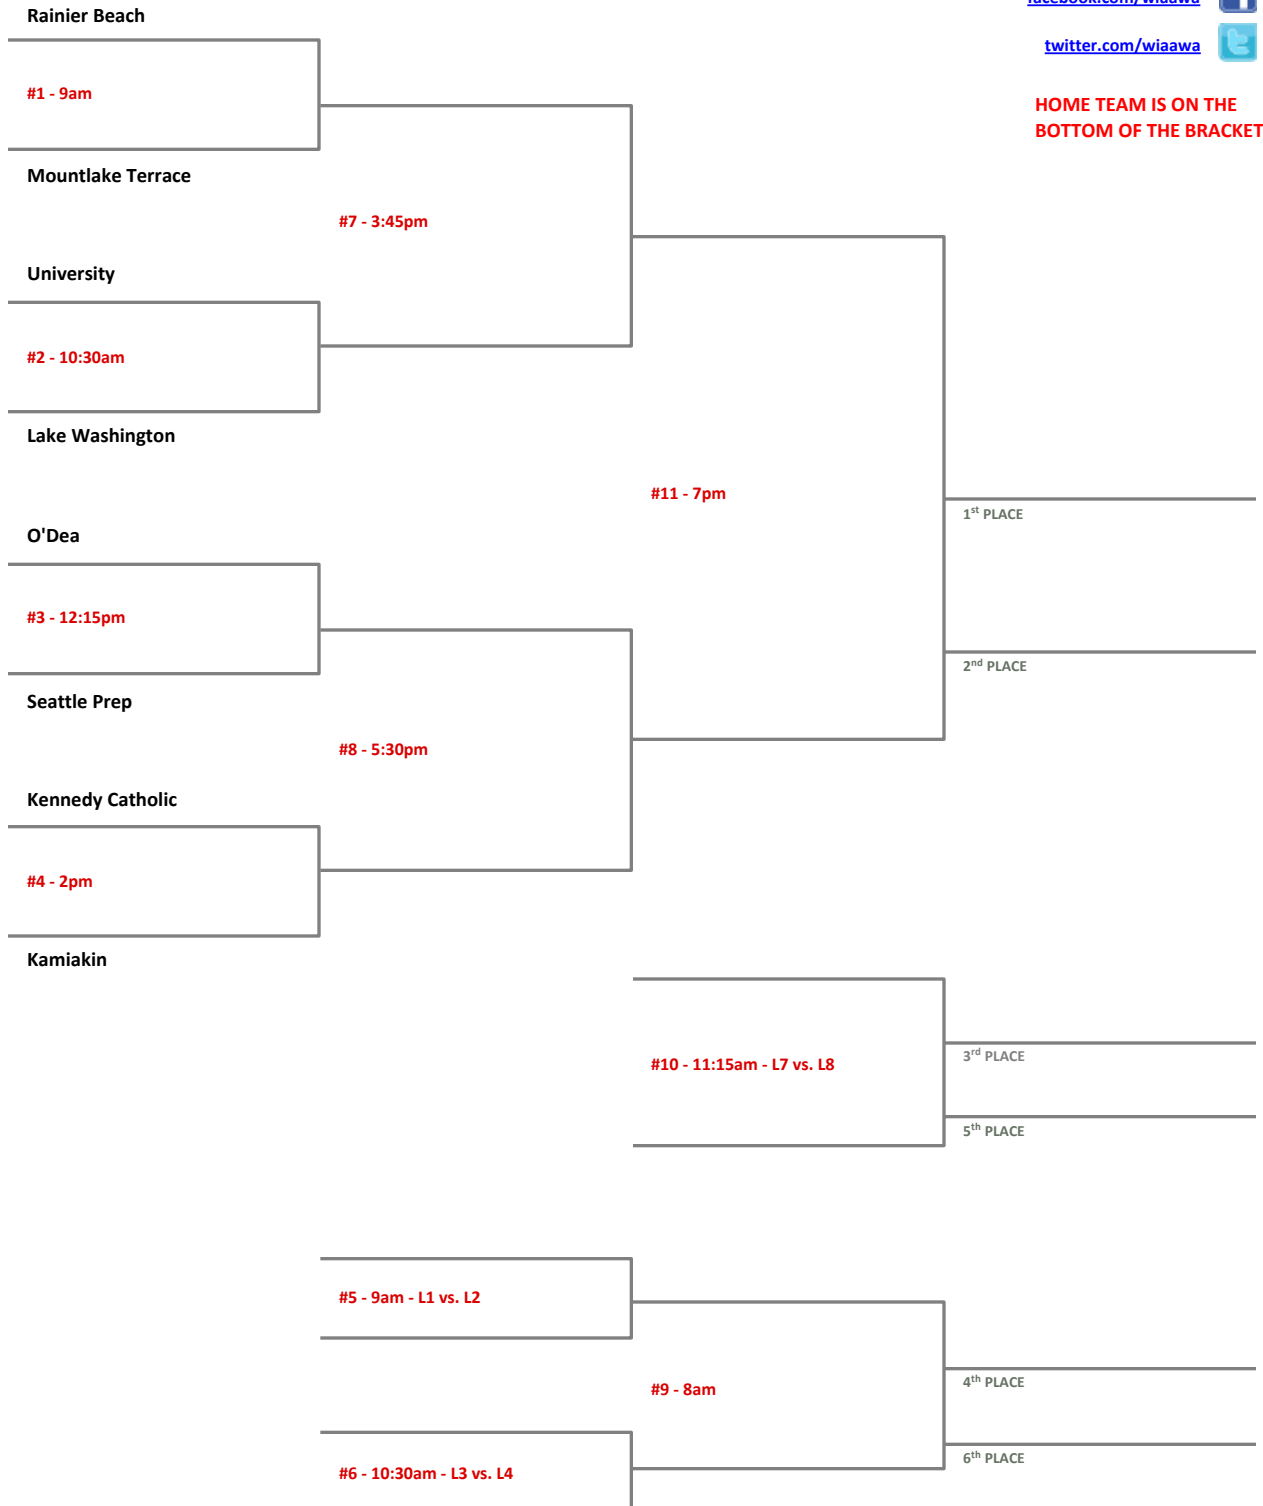 facebook.com/wiaawa
Rainier Beach
twitter.com/wiaawa
#1 - 9am
HOME TEAM IS ON THE
BOTTOM OF THE BRACKET
Mountlake Terrace
#7 - 3:45pm
University
#2 - 10:30am
Lake Washington
#11 - 7pm
1st PLACE
O'Dea
#3 - 12:15pm
2nd PLACE
Seattle Prep
#8 - 5:30pm
Kennedy Catholic
#4 - 2pm
Kamiakin
#10 - 11:15am - L7 vs. L8
3rd PLACE
5th PLACE
#5 - 9am - L1 vs. L2
#9 - 8am
4th PLACE
6th PLACE
#6 - 10:30am - L3 vs. L4